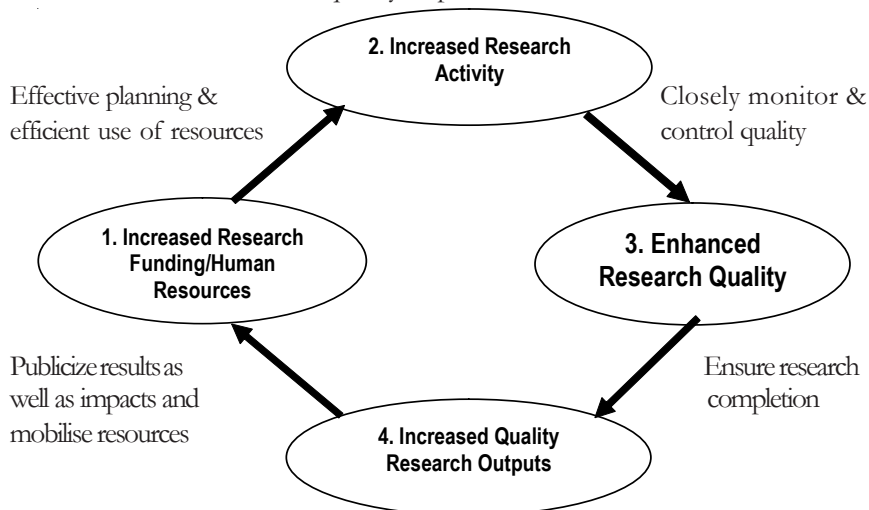 2. Increased Research
Activity
Effective planning &
efficient use of resources
Closely monitor &
control quality
1. Increased Research
Funding/Human
Resources
3. Enhanced
Research Quality
Publicize results as
well as impacts and
mobilise resources
Ensure research
completion
4. Increased Quality
Research Outputs